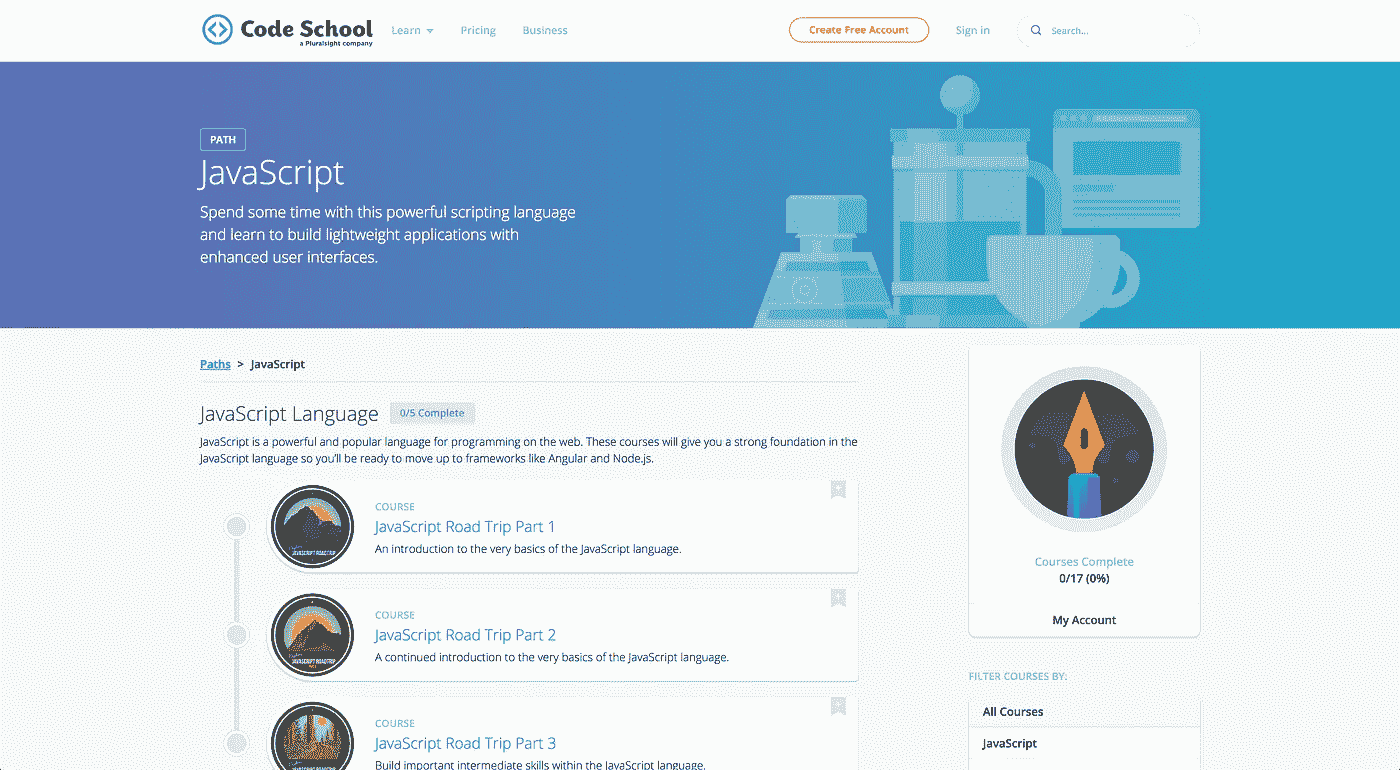 Code School
a Pluralsight company
Learn
Pricing
Business
Create Free Account
Sign in
Search...
PATH
JavaScript
Spend some time with this powerful scripting language
and learn to build lightweight applications with
enhanced user interfaces.
Paths > JavaScript
JavaScript Language
0/5 Complete
JavaScript is a powerful and popular language for programming on the web. These courses will give you a strong foundation in the
JavaScript language so you'll be ready to move up to frameworks like Angular and Node.js.
COURSE
JavaScript Road Trip Part 1
An introduction to the very basics of the JavaScript language.
JAVASCRIPT ROAD TRIP
COURSE
JavaScript Road Trip Part 2
A continued introduction to the very basics of the JavaScript language.
JAVASCRIPT ROAD TRIP
COURSE
JavaScript Road Trip Part 3
Build important intermediate skills within the JavaScript language.
Courses Complete
0/17 (0%)
My Account
FILTER COURSES BY:
All Courses
JavaScript